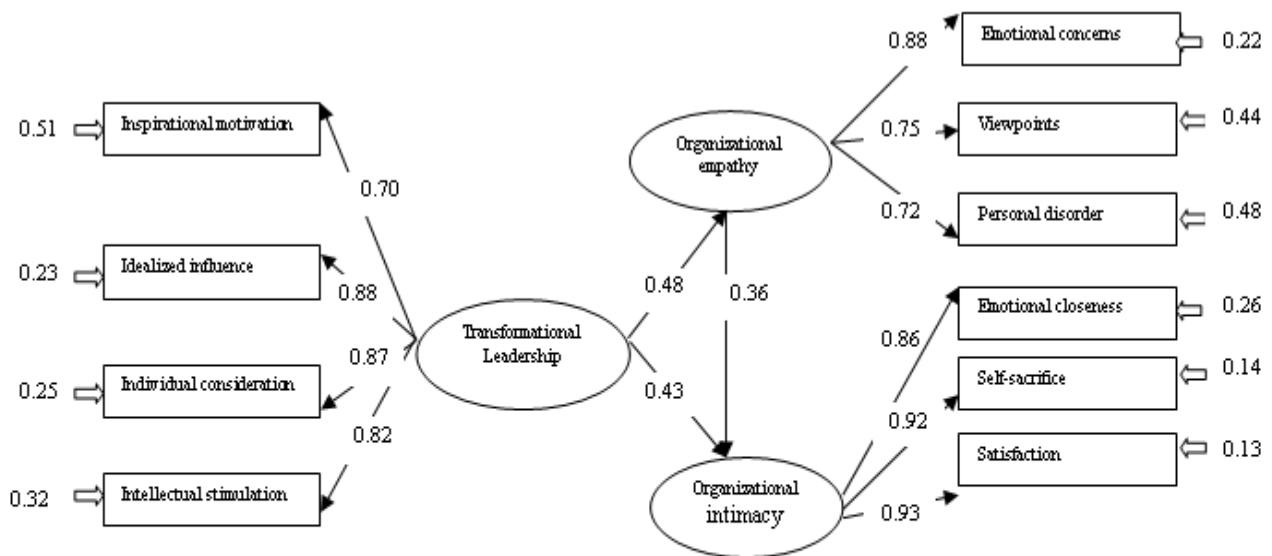 0.88
Emotional concerns
0.22
0.51
Inspirational motivation
Organizational
empathy
0.75
Viewpoints
0.44
0.70
0.72
Personal disorder
0.48
0.23
Idealized influence
0.88
0.48
0.36
Emotional closeness
0.26
Transformational
Leadership
0.86
0.87
0.25
Individual consideration
0.43
Self-sacrifice
0.14
0.82
0.92
Satisfaction
0.13
0.32
Intellectual stimulation
Organizational
intimacy
0.93